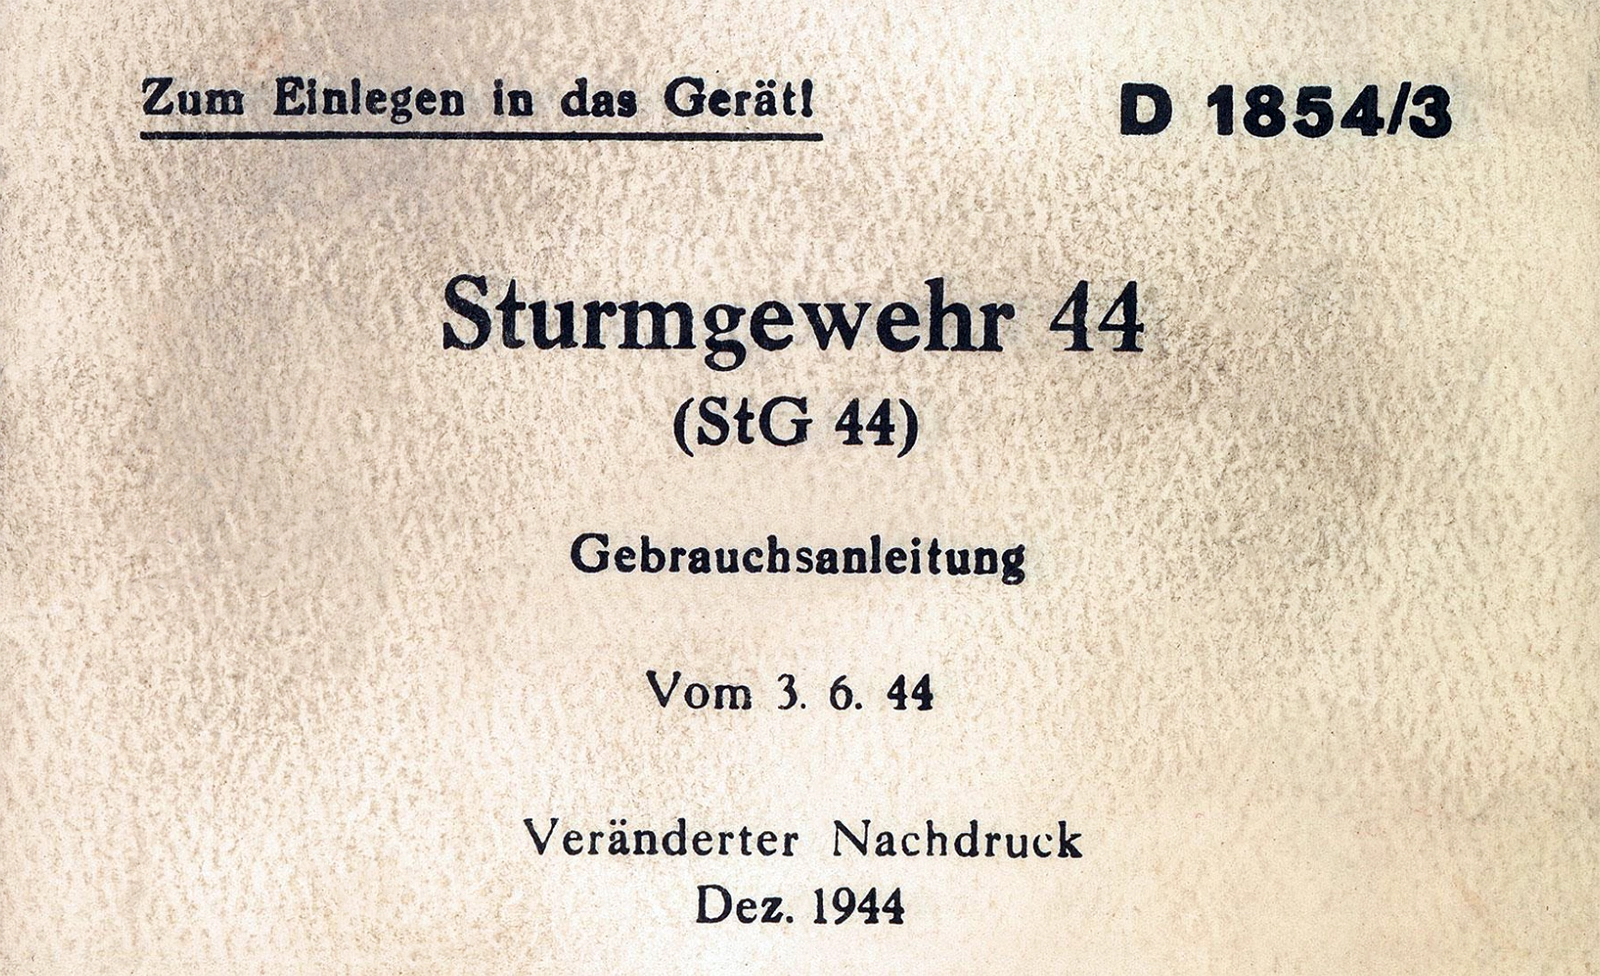 Zum Einlegen in das Gerät!
D 1854/3
Sturmgewehr 44
(StG 44)
Gebrauchsanleitung
Vom 3. 6. 44
Veränderter Nachdruck
Dez. 1944